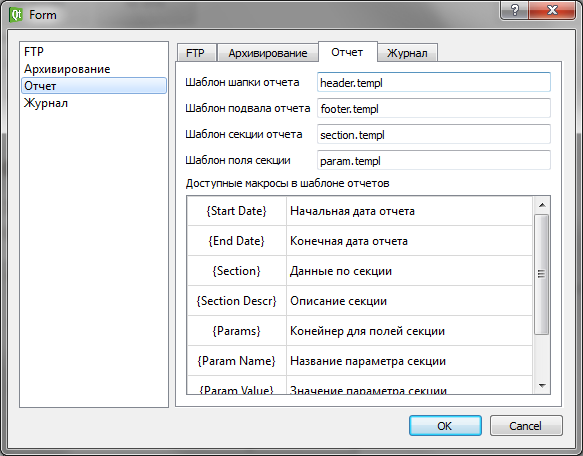 Form
FTP
Архивирование
Отчет
Журнал
FTP Архивирование Отчет Журнал
Шаблон шапки отчета header.templ
Шаблон подвала отчета footer.templ
Шаблон секции отчета section.templ
Шаблон поля секции param.templ
Доступные макросы в шаблоне отчетов
{Start Date} Начальная дата отчета
{End Date} Конечная дата отчета
{Section} Данные по секции
{Section Descr} Описание секции
{Params} Конейнер для полей секции
{Param Name} Название параметра секции
{Param Value} Значение параметра секции
OK Cancel